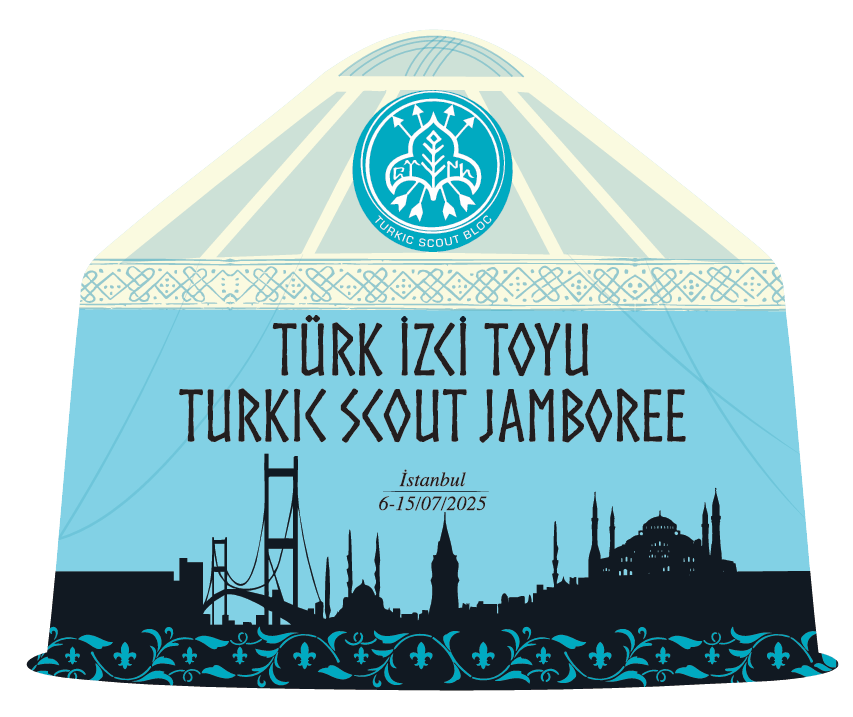 TURKIC SCOUT BLOC
TÜRK İZCİ TOYU
TURKIC SCOUT JAMBOREE
İstanbul
6-15/07/2025